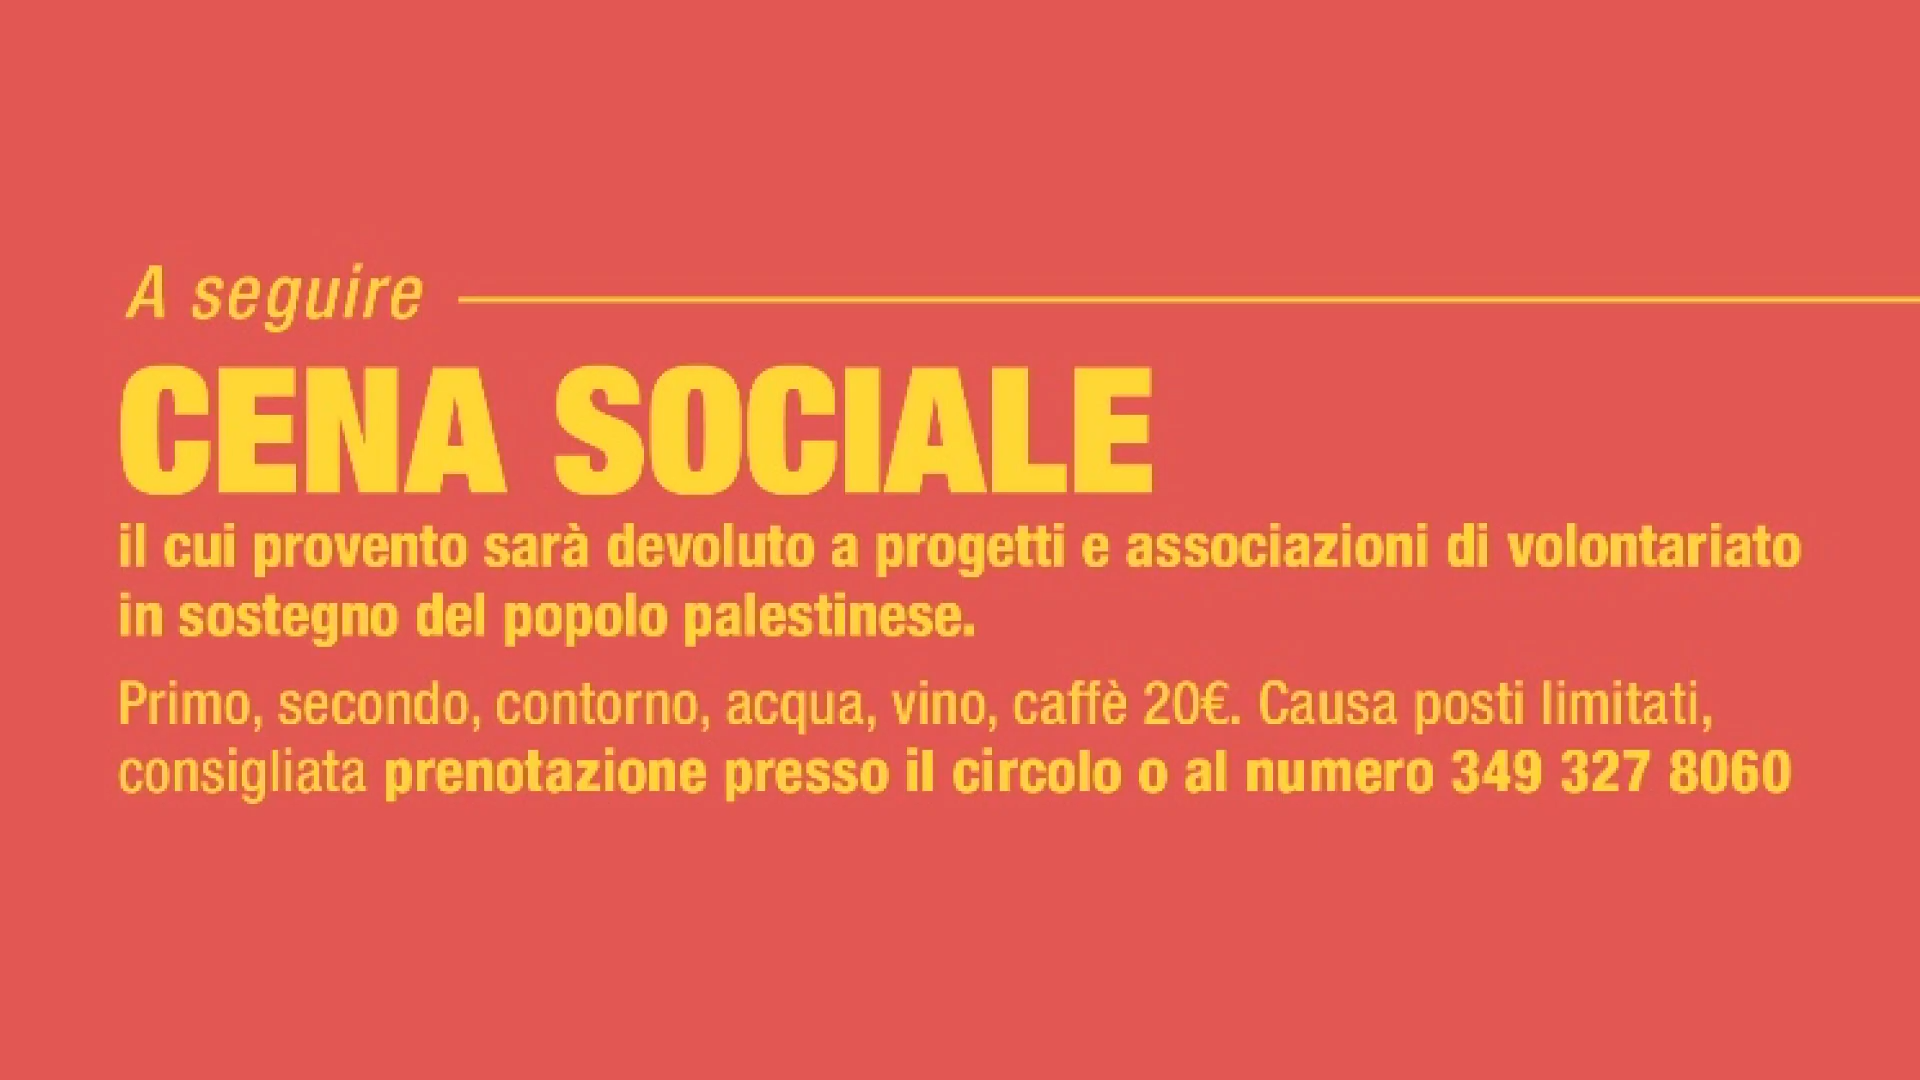 A seguire
CENA SOCIALE
il cui provento sarà devoluto a progetti e associazioni di volontariato
in sostegno del popolo palestinese.
Primo, secondo, contorno, acqua, vino, caffè 20€. Causa posti limitati,
consigliata prenotazione presso il circolo o al numero 349 327 8060